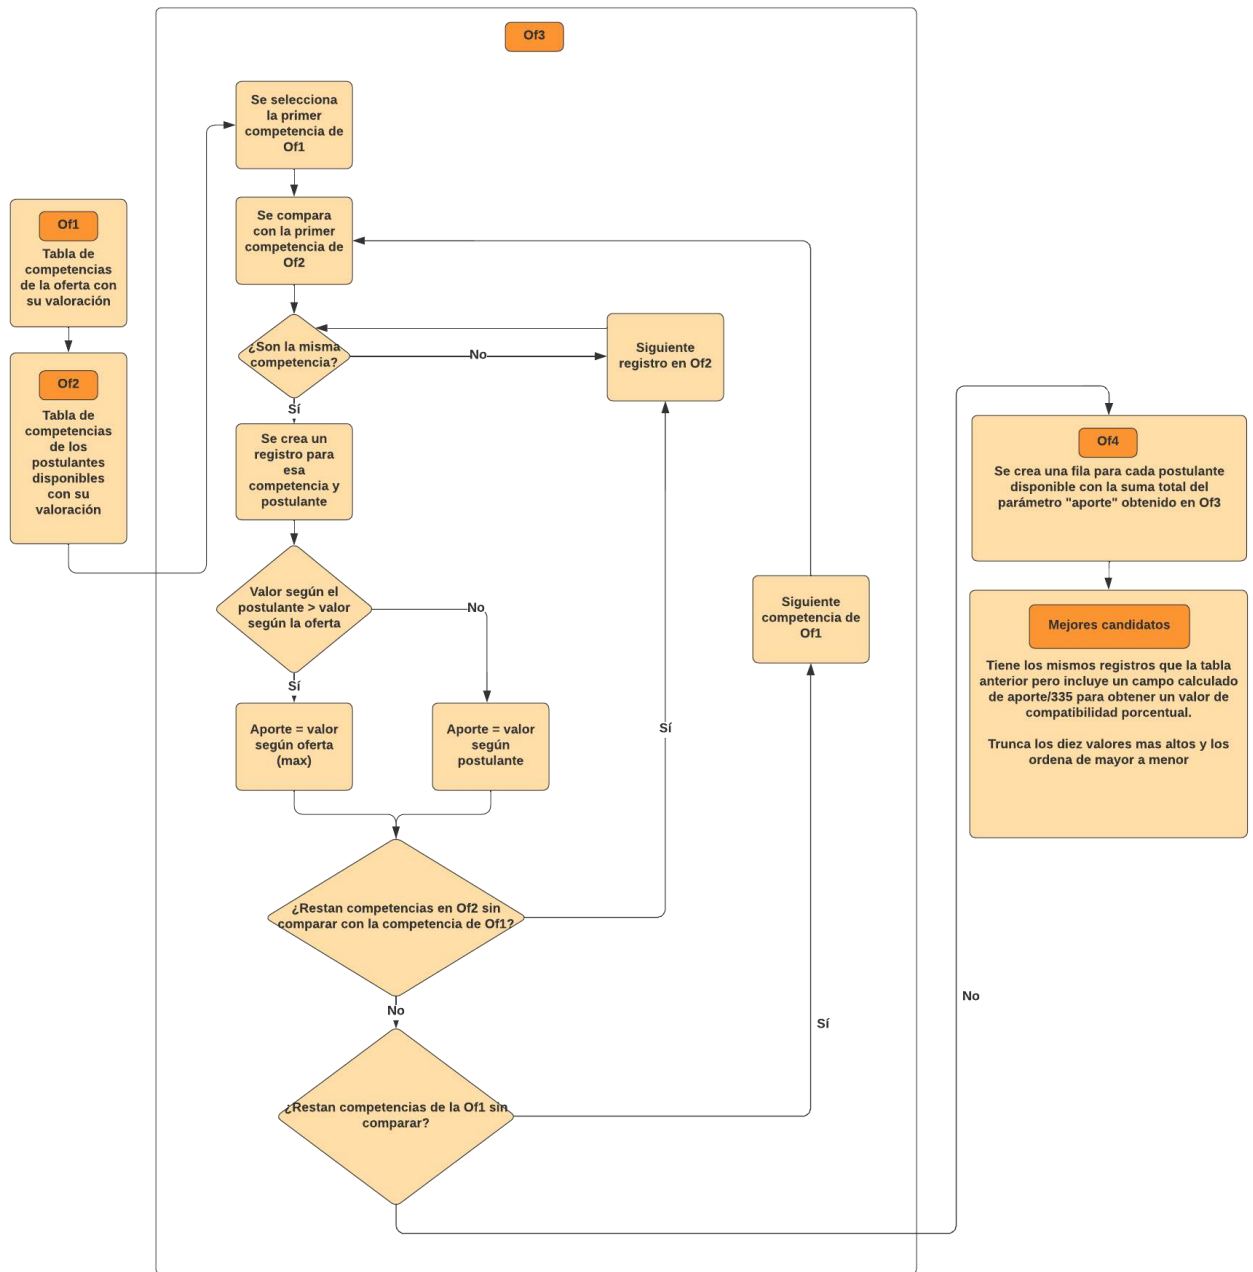 Of3
Se selecciona
la primer
competencia de
Of1
Se compara
con la primer
competencia de
Of2
Of1
Tabla de
competencias
de la oferta con
su valoración
¿Son la misma
competencia?
No
Siguiente
registro en Of2
Of2
Tabla de
competencias
de los
postulantes
disponibles
con su
valoración
Sí
Se crea un
registro para
esa
competencia y
postulante
Of4
Se crea una fila para cada postulante
disponible con la suma total del
parámetro "aporte" obtenido en Of3
Valor según el
postulante > valor
según la oferta
No
Siguiente
competencia de
Of1
Mejores candidatos
Tiene los mismos registros que la tabla
anterior pero incluye un campo calculado
de aporte/335 para obtener un valor de
compatibilidad porcentual.
Trunca los diez valores mas altos y los
ordena de mayor a menor
Sí
Aporte = valor
según oferta
(max)
Aporte = valor
según
postulante
Sí
¿Restan competencias en Of2 sin
comparar con la competencia de Of1?
No
No
Sí
¿Restan competencias de la Of1 sin
comparar?